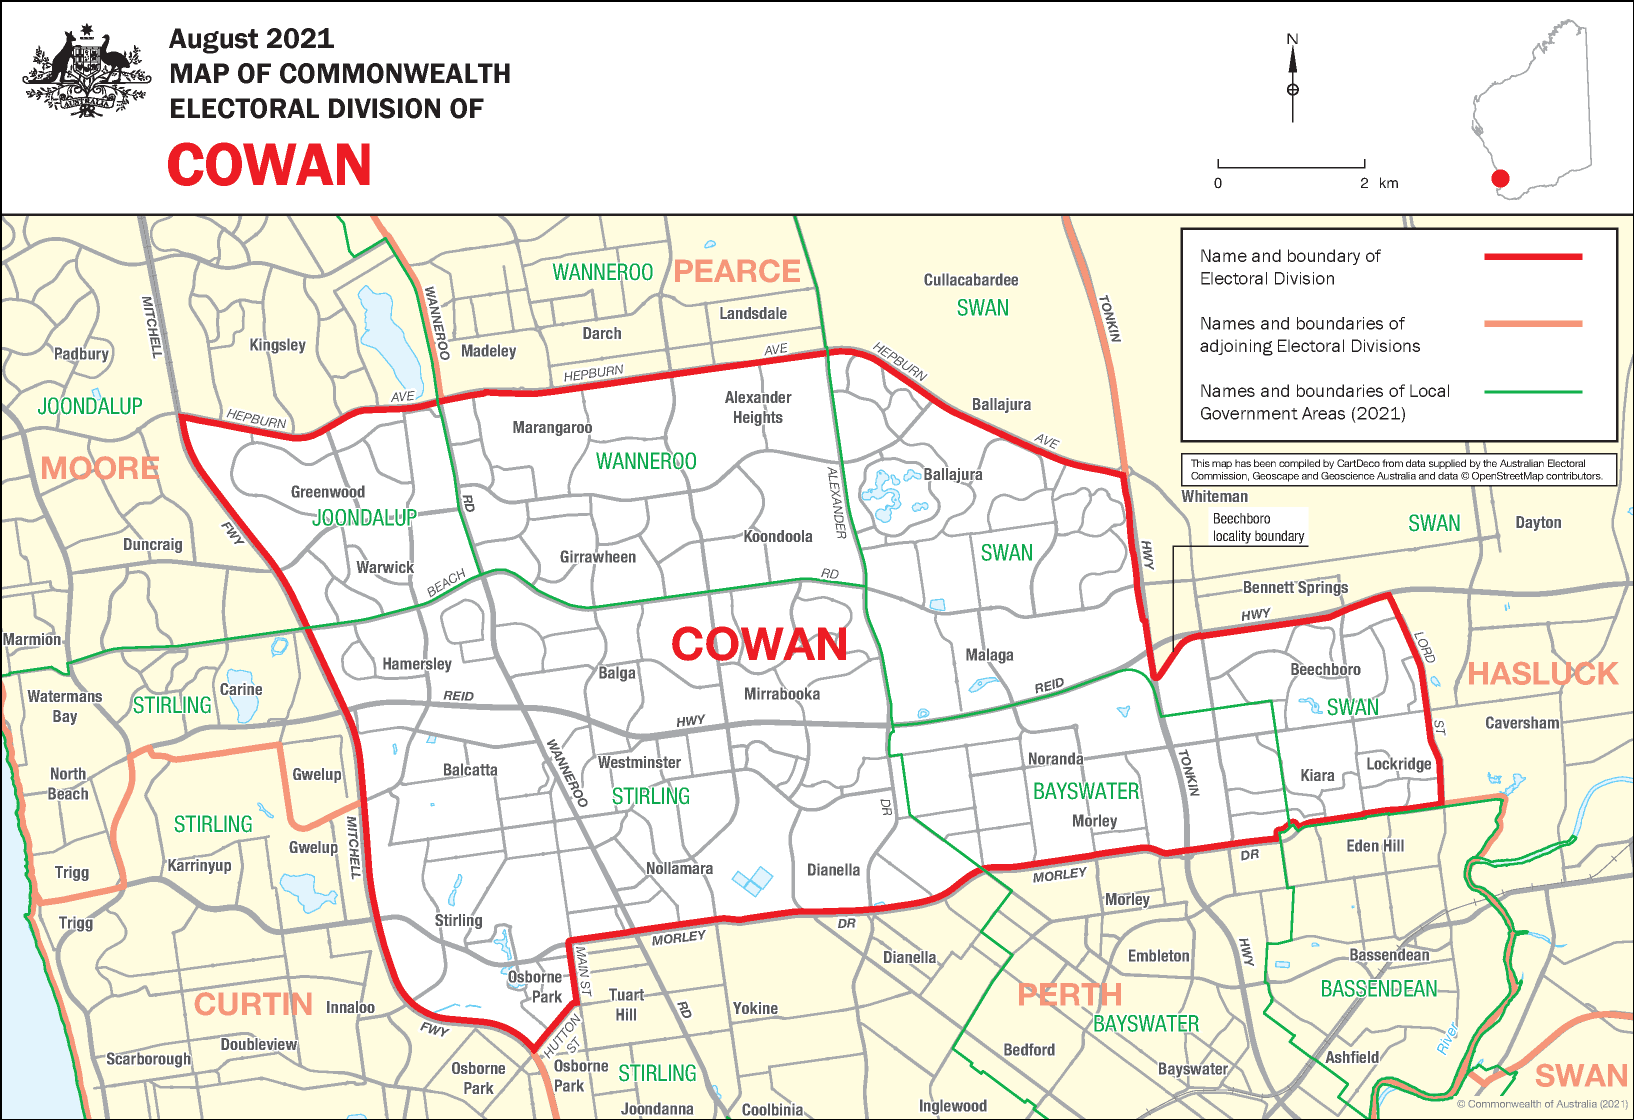 August 2021
MAP OF COMMONWEALTH
ELECTORAL DIVISION OF
COWAN
AUSTRALIA
N
0 2 km
Name and boundary of
Electoral Division
Names and boundaries of
adjoining Electoral Divisions
Names and boundaries of Local
Government Areas (2021)
This map has been compiled by CartDeco from data supplied by the Australian Electoral
Commission, Geoscape and Geoscience Australia and data © OpenStreetMap contributors.
WANNEROO
PEARCE
Cullacabardee
SWAN
MITCHELL
WANNEROO
TONKIN
Landsdale
Darch
Kingsley
Madeley
Padbury
AVE
HEPBURN
HEPBURN
JOONDALUP
AVE
HEPBURN
Alexander
Heights
Ballajura
Marangaroo
AVE
MOORE
WANNEROO
Ballajura
Greenwood
RD
ALEXANDER
Whiteman
JOONDALUP
Beechboro
locality boundary
SWAN
Dayton
FWY
Duncraig
Koondoola
SWAN
HWY
Girrawheen
Warwick
BEACH
RD
Bennett Springs
HWY
Marmion
COWAN
LORD
Hamersley
Malaga
Beechboro
HASLUCK
Balga
Carine
Mirrabooka
REID
Watermans
Bay
STIRLING
REID
HWY
SWAN
ST
Caversham
WANNEROO
Westminster
Noranda
TONKIN
Lockridge
North
Beach
Gwelup
Balcatta
Kiara
STIRLING
BAYSWATER
DR
STIRLING
Morley
MITCHELL
Gwelup
Eden Hill
DR
Karrinyup
Trigg
Nollamara
Dianella
MORLEY
Morley
Trigg
Stirling
DR
MORLEY
HWY
MAIN ST
Dianella
Embleton
Bassendean
Osborne
Park
BASSENDEAN
CURTIN
Innaloo
Tuart
Hill
RD
Yokine
PERTH
BAYSWATER
FWY
HUTTON
ST
River
Doubleview
Scarborough
Bedford
Ashfield
Osborne
Park
Osborne
Park
STIRLING
Bayswater
SWAN
Joondanna
Coolbinia
Inglewood
© Commonwealth of Australia (2021)